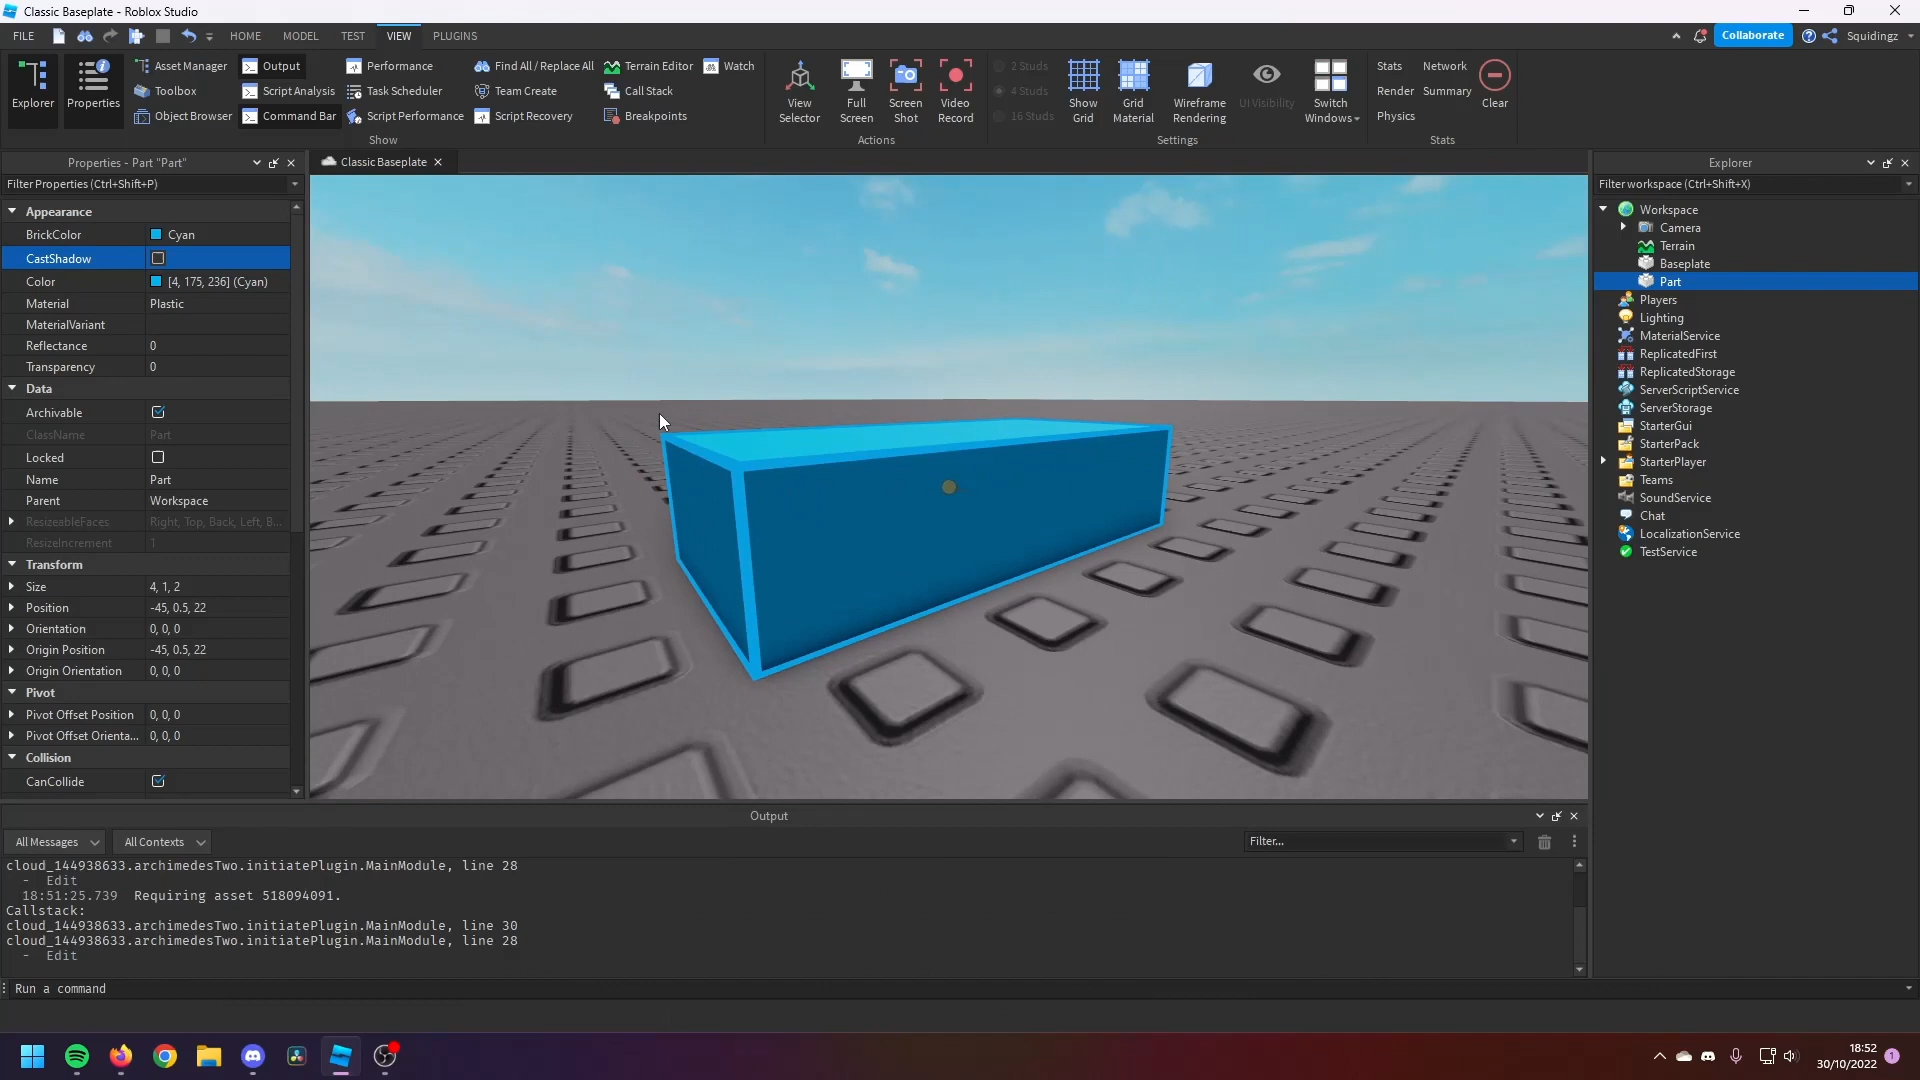 Classic Baseplate - Roblox Studio
FILE HOME MODEL TEST VIEW PLUGINS Collaborate Squidingz
Explorer
Properties
Asset Manager
Toolbox
Object Browser
Output
Script Analysis
Command Bar
Performance
Task Scheduler
Script Performance
Find All / Replace All
Team Create
Script Recovery
Terrain Editor
Call Stack
Breakpoints
Watch
Show
View Selector
Full Screen
Screen Shot
Video Record
Actions
2 Studs
4 Studs
16 Studs
Show Grid
Grid Material
Wireframe Rendering
UI Visibility
Switch Windows
Settings
Stats
Render
Physics
Network
Summary
Clear
Stats
Properties - Part "Part"
Filter Properties (Ctrl+Shift+P)
Appearance
BrickColor Cyan
CastShadow
Color [4, 175, 236] (Cyan)
Material Plastic
MaterialVariant
Reflectance 0
Transparency 0
Data
Archivable
ClassName Part
Locked
Name Part
Parent Workspace
ResizeableFaces Right, Top, Back, Left, B...
ResizeIncrement 1
Transform
Size 4, 1, 2
Position -45, 0.5, 22
Orientation 0, 0, 0
Origin Position -45, 0.5, 22
Origin Orientation 0, 0, 0
Pivot
Pivot Offset Position 0, 0, 0
Pivot Offset Orienta... 0, 0, 0
Collision
CanCollide
Classic Baseplate
Explorer
Filter workspace (Ctrl+Shift+X)
Workspace
Camera
Terrain
Baseplate
Part
Players
Lighting
MaterialService
ReplicatedFirst
ReplicatedStorage
ServerScriptService
ServerStorage
StarterGui
StarterPack
StarterPlayer
Teams
SoundService
Chat
LocalizationService
TestService
Output
All Messages All Contexts Filter...
cloud_144938633.archimedesTwo.initiatePlugin.MainModule, line 28
- Edit
18:51:25.739 Requiring asset 518094091.
Callstack:
cloud_144938633.archimedesTwo.initiatePlugin.MainModule, line 30
cloud_144938633.archimedesTwo.initiatePlugin.MainModule, line 28
- Edit
Run a command
18:52
30/10/2022
1